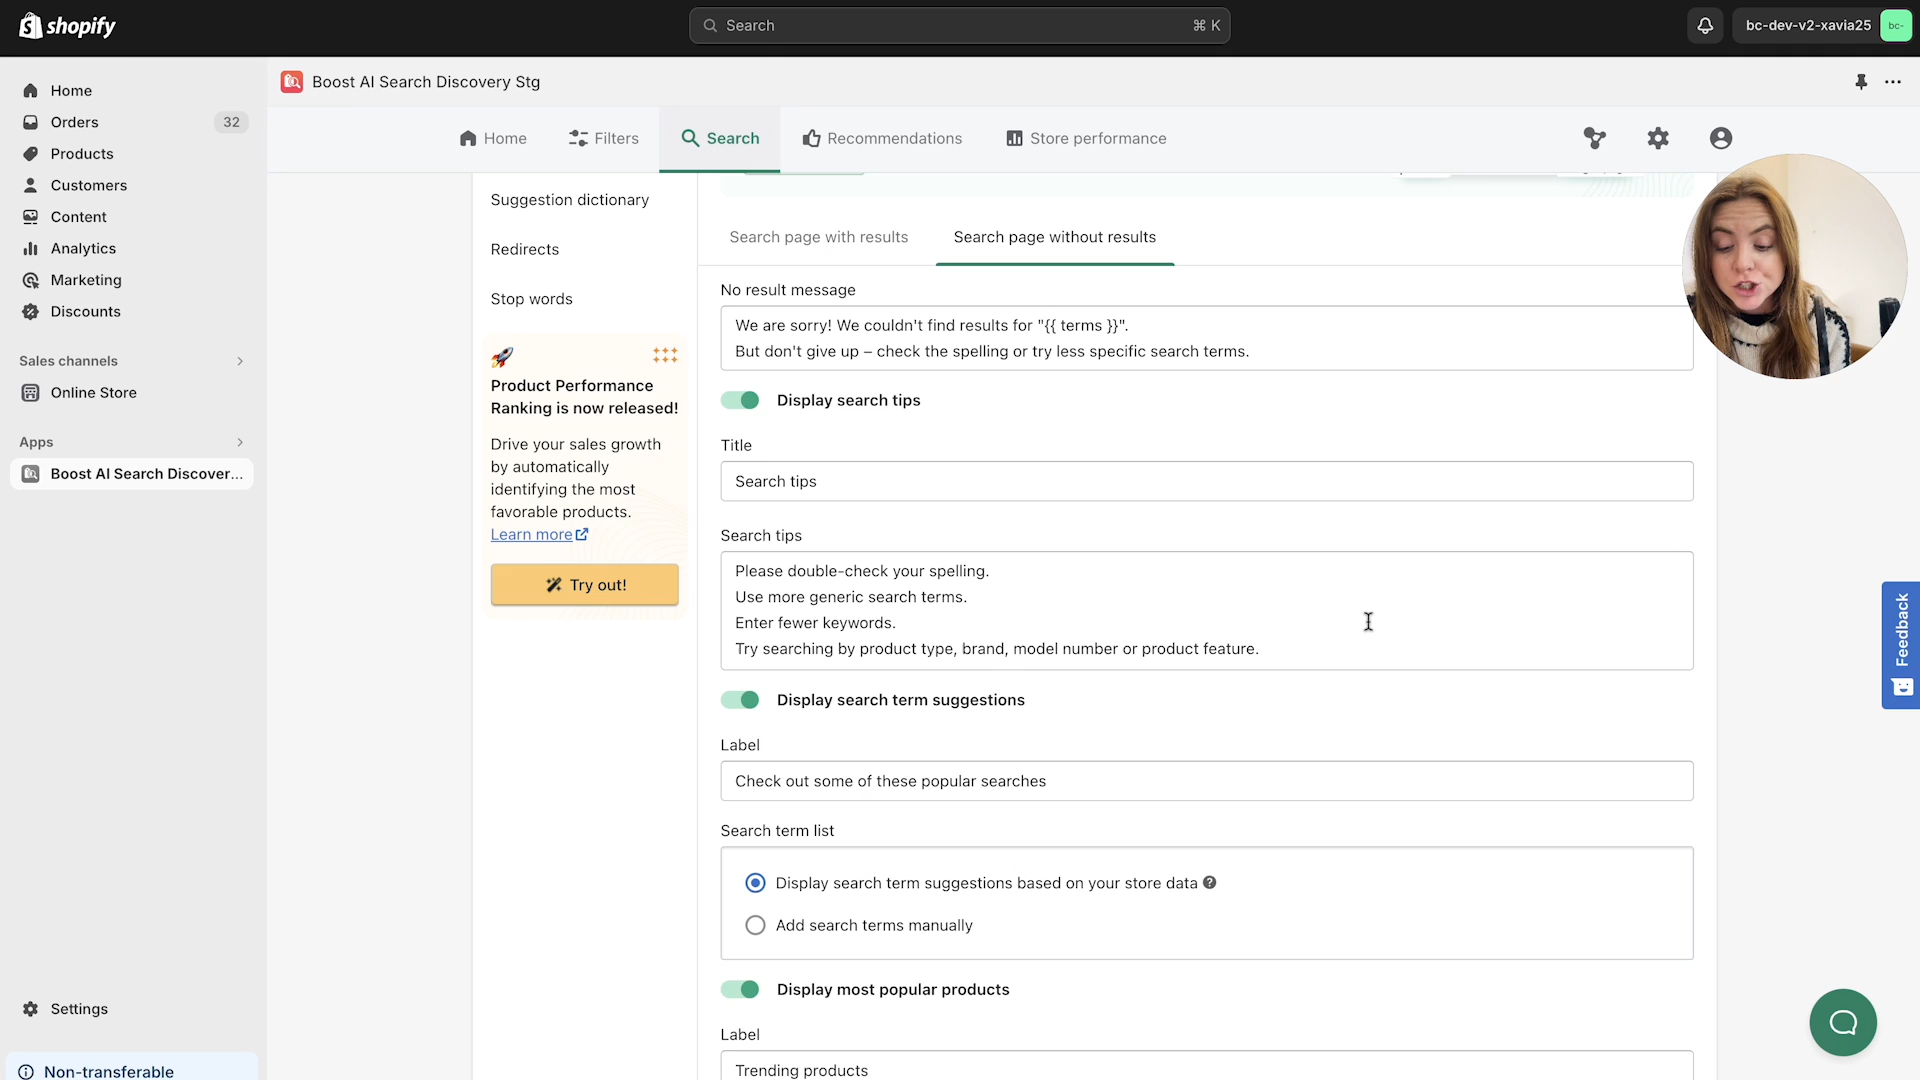 shopify
Search
⌘ K
bc-dev-v2-xavia25
bc-
Home
Orders
32
Products
Customers
Content
Analytics
Marketing
Discounts
Sales channels
Online Store
Apps
Boost AI Search Discover...
Settings
Non-transferable
Boost AI Search Discovery Stg
Home
Filters
Search
Recommendations
Store performance
Suggestion dictionary
Redirects
Stop words
Product Performance
Ranking is now released!
Drive your sales growth
by automatically
identifying the most
favorable products.
Learn more
Try out!
Search page with results
Search page without results
No result message
We are sorry! We couldn't find results for "{{ terms }}".
But don't give up – check the spelling or try less specific search terms.
Display search tips
Title
Search tips
Search tips
Please double-check your spelling.
Use more generic search terms.
Enter fewer keywords.
Try searching by product type, brand, model number or product feature.
Display search term suggestions
Label
Check out some of these popular searches
Search term list
Display search term suggestions based on your store data
Add search terms manually
Display most popular products
Label
Trending products
Feedback